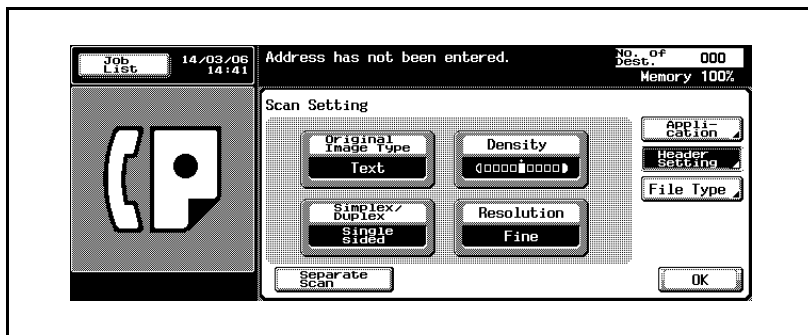 Job
List
14/03/06
14:41
Address has not been entered.
No. Of
Dest.
000
Memory 100%
Scan Setting
Original
Image Type
Text
Density
Simplex/
Duplex
Single
sided
Resolution
Fine
Separate
Scan
Appli-
cation
Header
Setting
File Type
OK